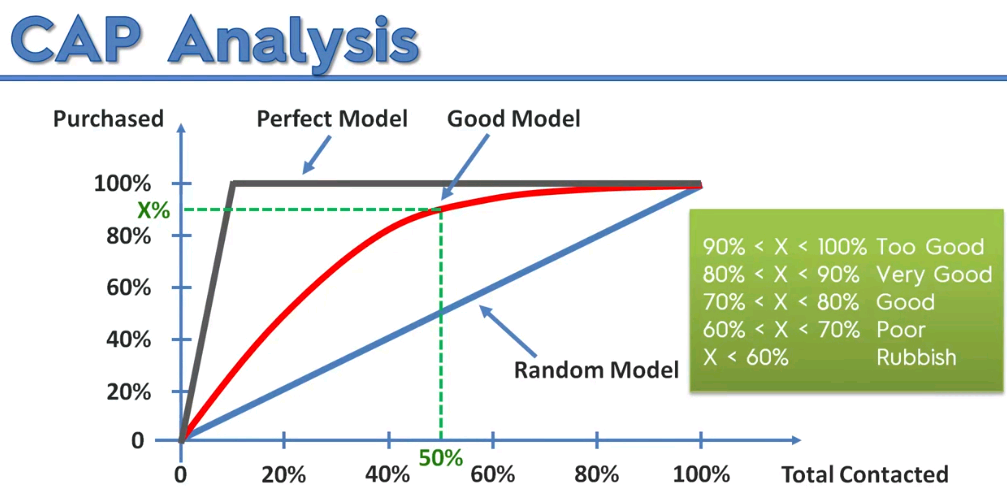 CAP Analysis
Purchased
Perfect Model
Good Model
100%
X%
80%
60%
40%
20%
0
90% < X < 100% Too Good
80% < X < 90% Very Good
70% < X < 80% Good
60% < X < 70% Poor
X < 60% Rubbish
Random Model
50%
0 20% 40% 60% 80% 100% Total Contacted